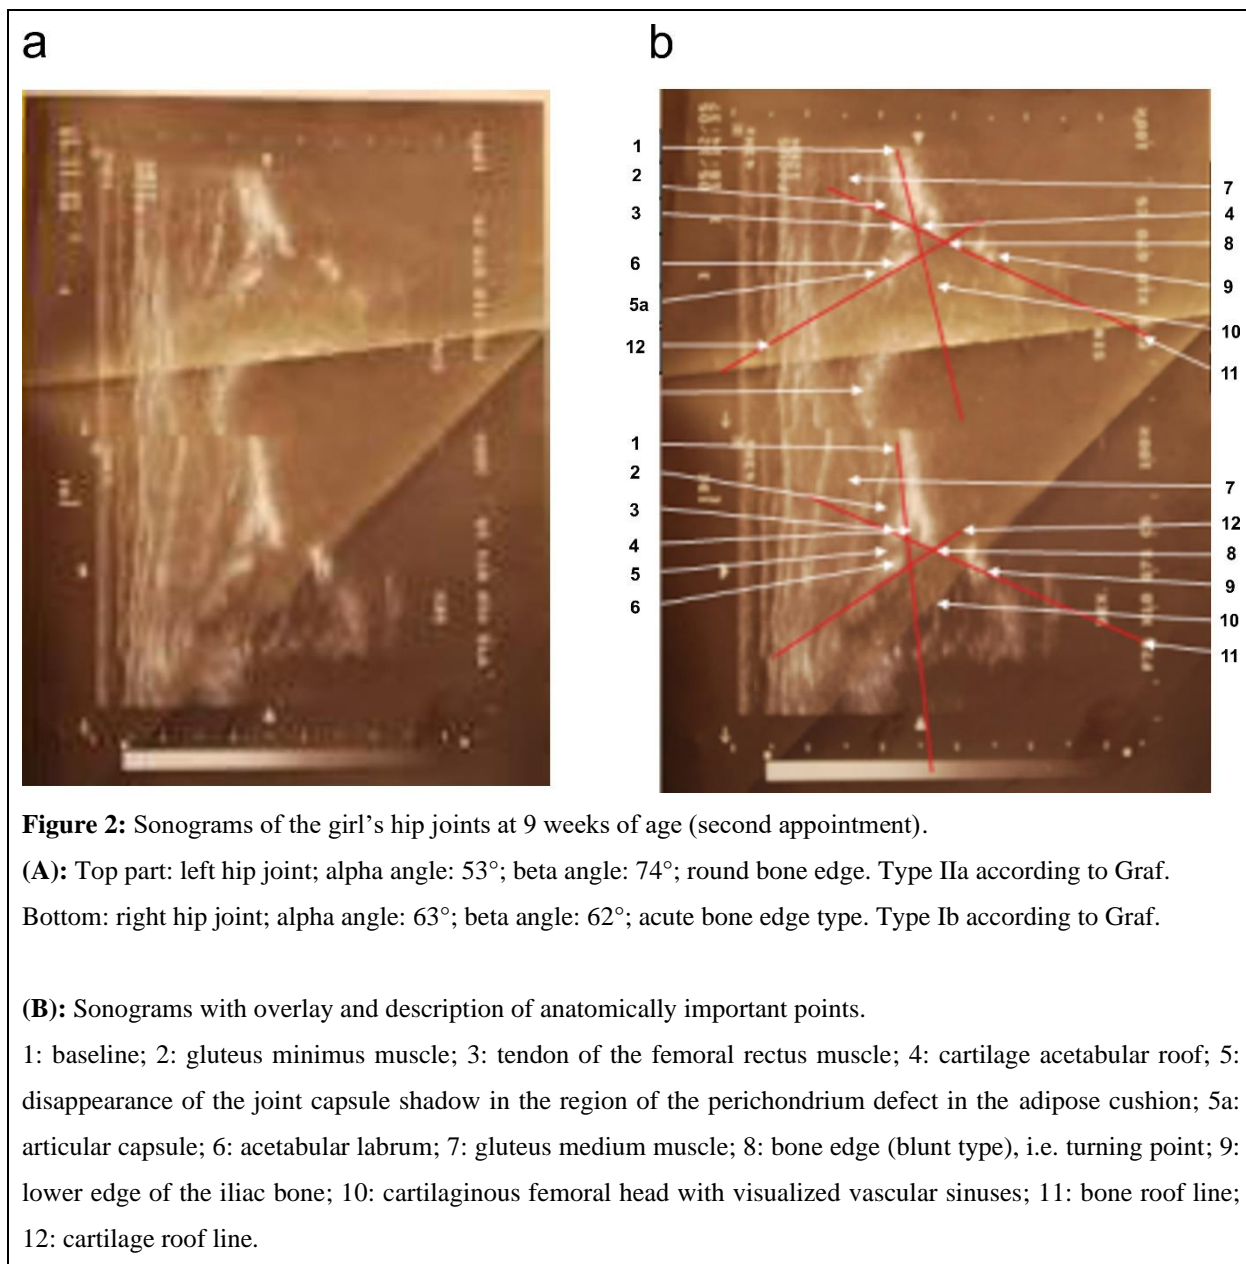 a
b
1
2
3
6
5a
12
7
4
8
9
10
11
1
2
3
4
5
6
7
12
8
9
10
11
Figure 2: Sonograms of the girl’s hip joints at 9 weeks of age (second appointment).
(A): Top part: left hip joint; alpha angle: 53°; beta angle: 74°; round bone edge. Type IIa according to Graf.
Bottom: right hip joint; alpha angle: 63°; beta angle: 62°; acute bone edge type. Type Ib according to Graf.
(B): Sonograms with overlay and description of anatomically important points.
1: baseline; 2: gluteus minimus muscle; 3: tendon of the femoral rectus muscle; 4: cartilage acetabular roof; 5:
disappearance of the joint capsule shadow in the region of the perichondrium defect in the adipose cushion; 5a:
articular capsule; 6: acetabular labrum; 7: gluteus medium muscle; 8: bone edge (blunt type), i.e. turning point; 9:
lower edge of the iliac bone; 10: cartilaginous femoral head with visualized vascular sinuses; 11: bone roof line;
12: cartilage roof line.